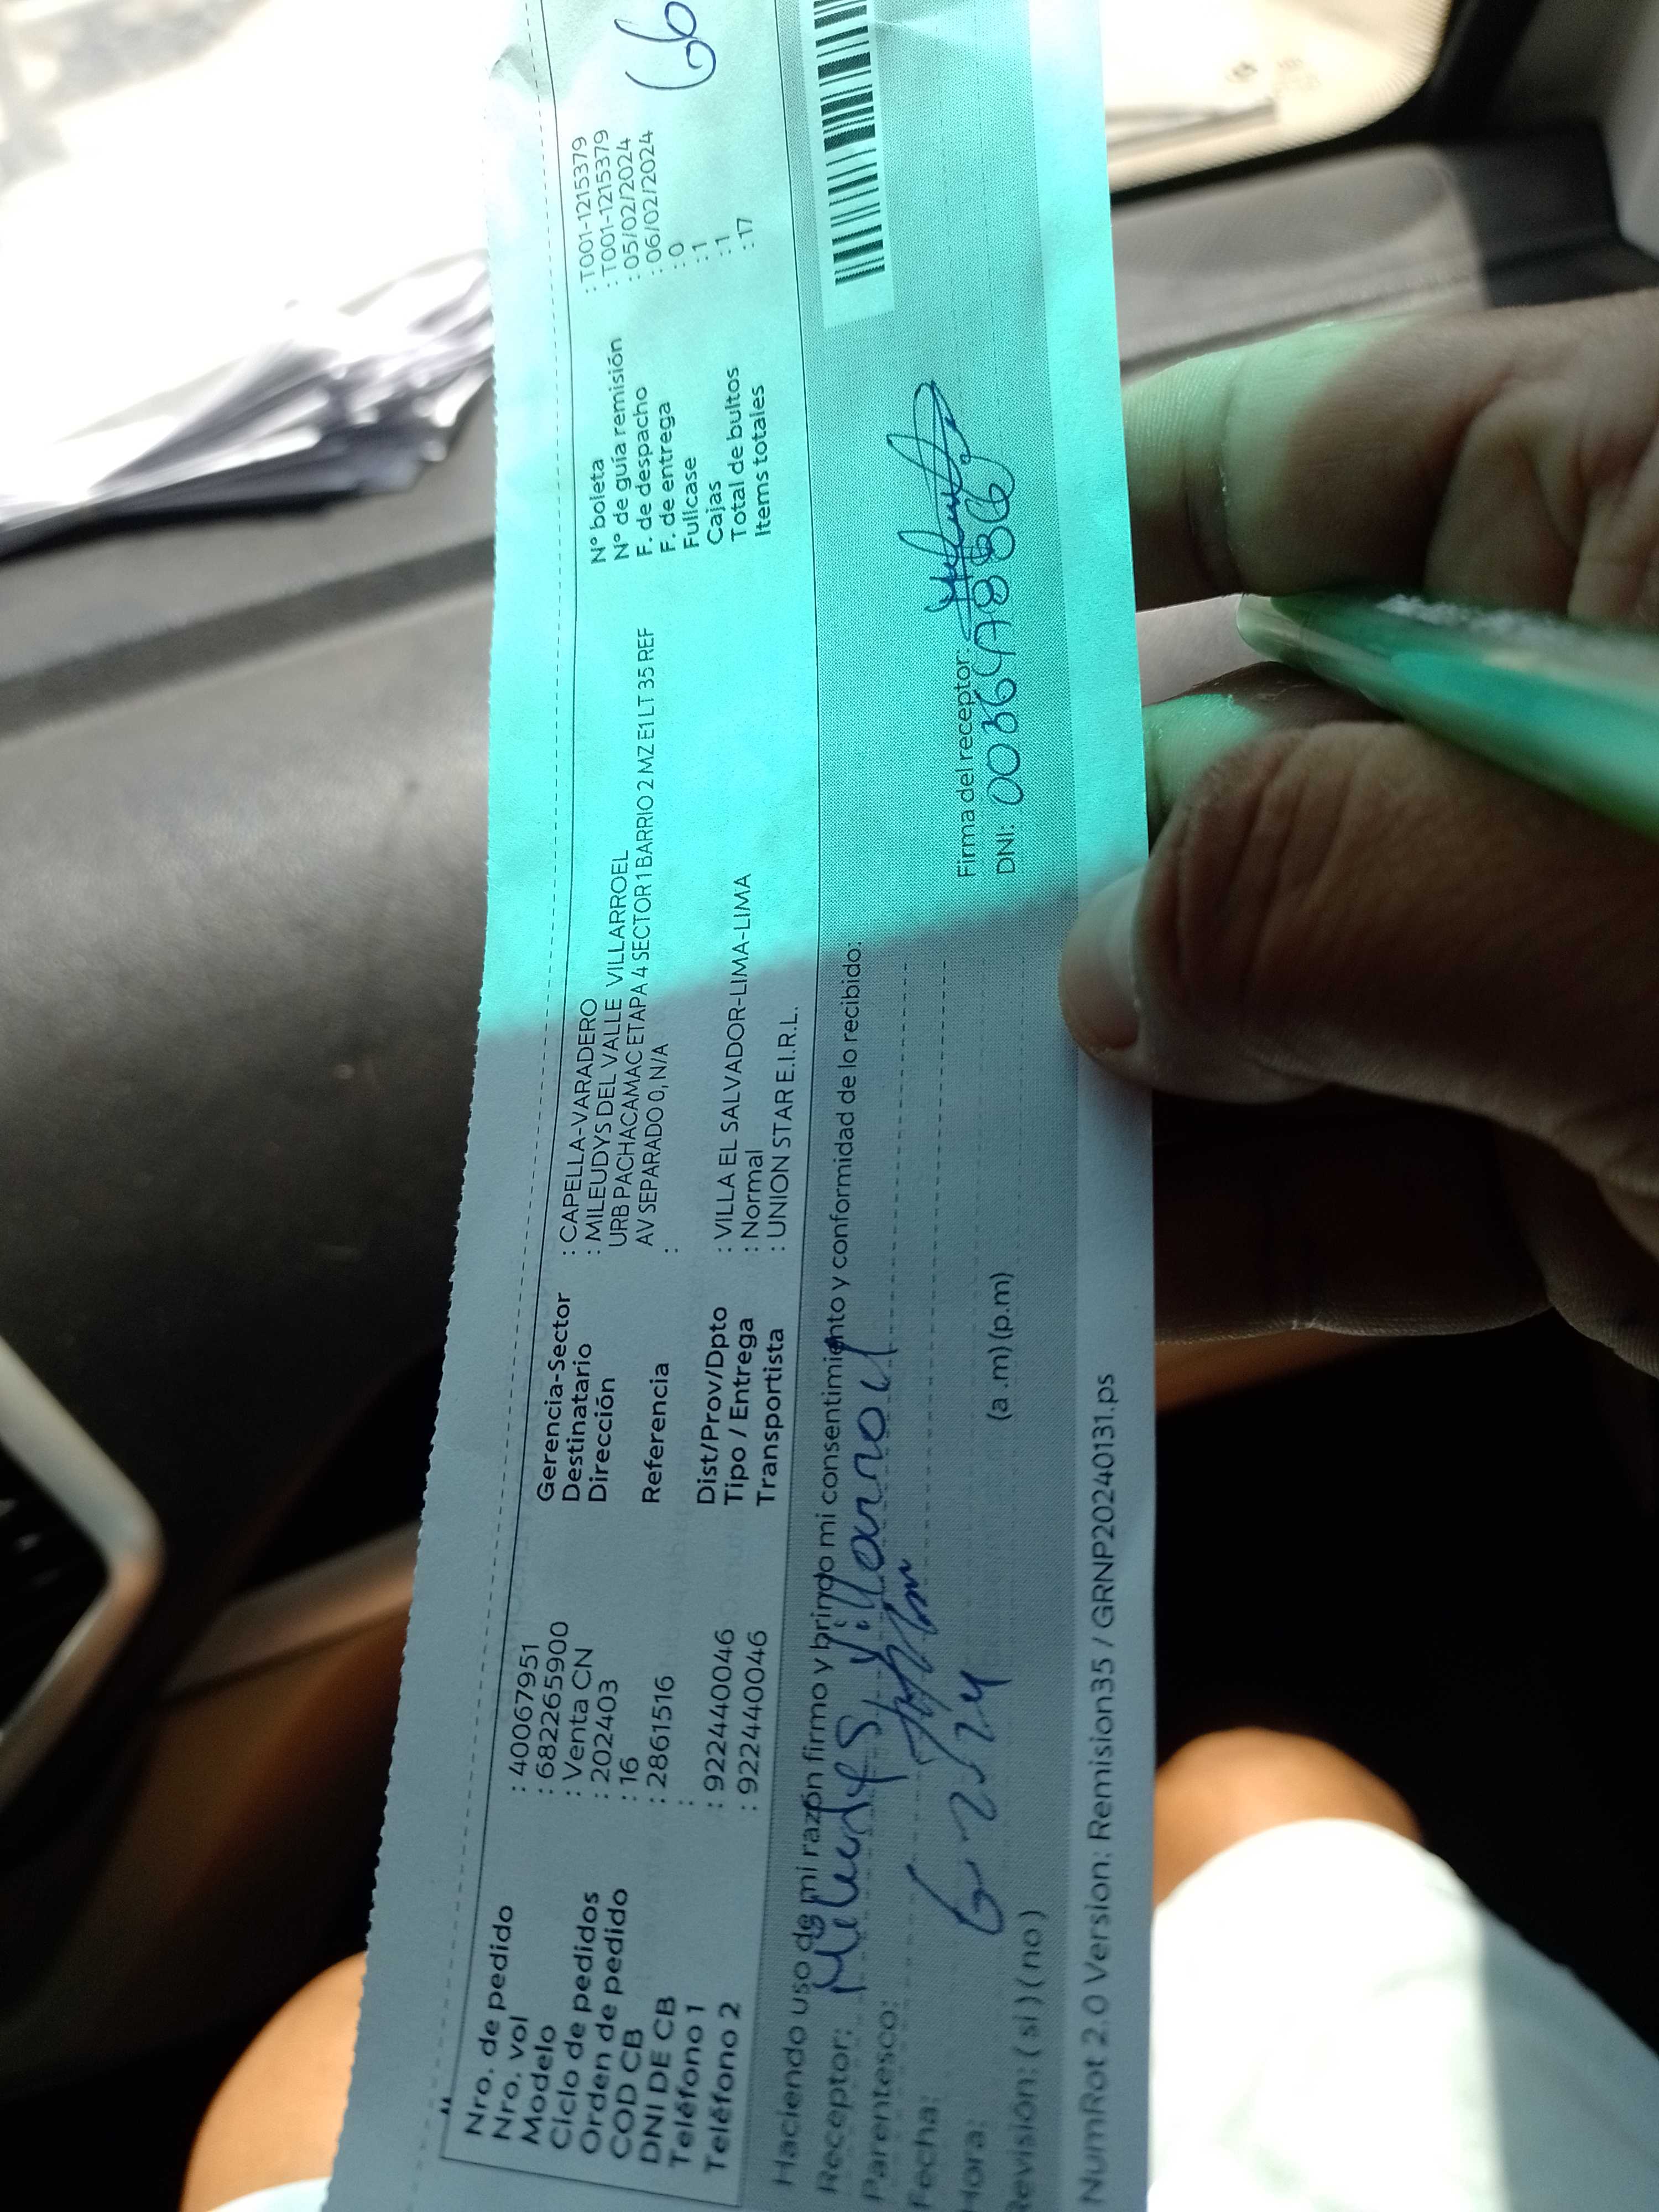 Nro. de pedido : 40067951
Nro. vol : 682265900
Modelo : Venta CN
Ciclo de pedidos : 202403
Orden de pedido : 16
COD CB : 2861516
DNI DE CB :
Teléfono 1 : 922440046
Teléfono 2 : 922440046
Gerencia-Sector : CAPELLA-VARADERO
Destinatario : MILEUDYS DEL VALLE VILLARROEL
Dirección URB PACHACAMAC ETAPA 4 SECTOR 1 BARRIO 2 MZ E1 LT 35 REF
AV SEPARADO 0, N/A
Referencia :
Dist/Prov/Dpto : VILLA EL SALVADOR-LIMA-LIMA
Tipo / Entrega : Normal
Transportista : UNION STAR E.I.R.L.
N° boleta : T001-1215379
N° de guía remisión : T001-1215379
F. de despacho : 05/02/2024
F. de entrega : 06/02/2024
Fullcase : 0
Cajas : 1
Total de bultos : 1
Items totales : 17
66
Haciendo uso de mi razón firmo y brindo mi consentimiento y conformidad de lo recibido:
Receptor: Mileudys Villarroel
Parentesco:
Fecha: 6-2/24
Hora: (a.m) (p.m)
Revisión: (si) (no)
Firma del receptor:
DNI:
NumRot 2.0 Version: Remision35 / GRNP20240131.ps